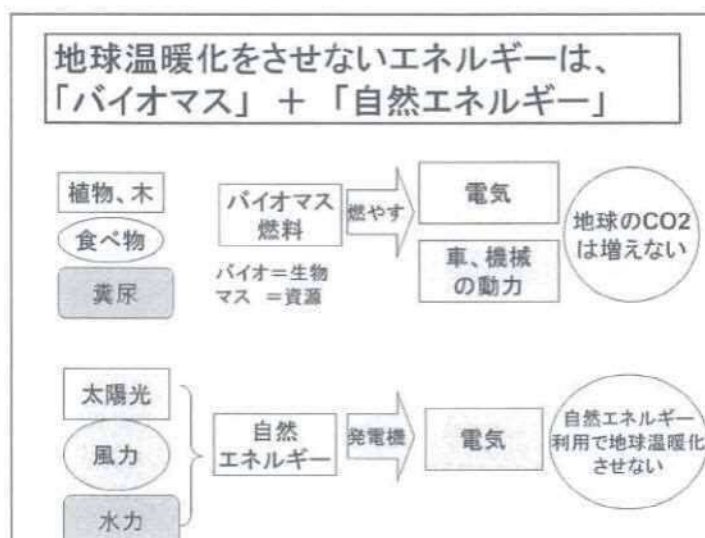 地球温暖化をさせないエネルギーは、
「バイオマス」 + 「自然エネルギー」
植物、木
食べ物
糞尿
バイオマス
燃料
バイオ=生物
マス =資源
燃やす
電気
車、機械
の動力
地球のCO2
は増えない
太陽光
風力
水力
自然
エネルギー
発電機
電気
自然エネルギー
利用で地球温暖化
させない